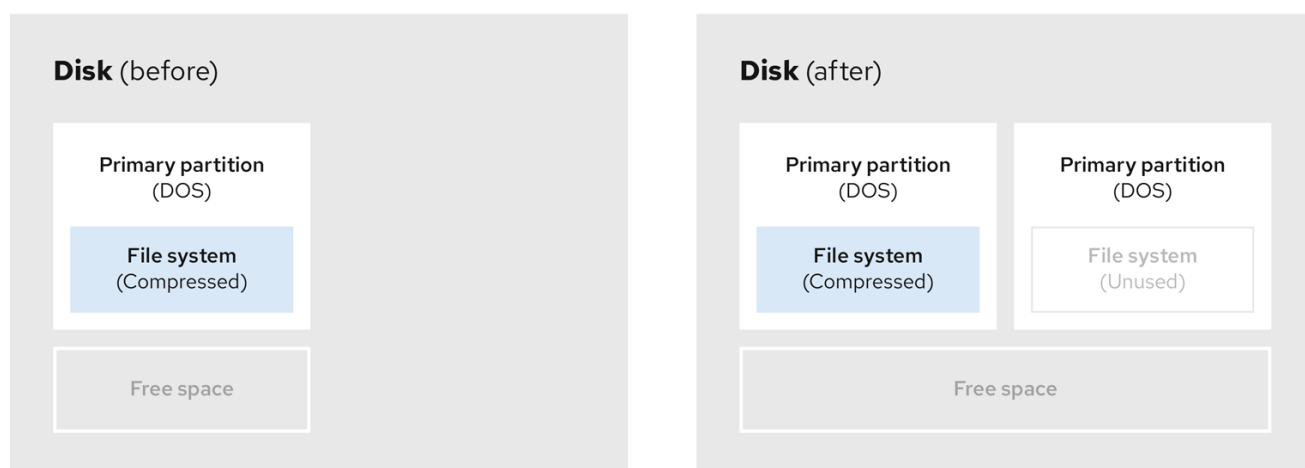 Disk (before)
Primary partition
(DOS)
File system
(Compressed)
Free space
Disk (after)
Primary partition
(DOS)
File system
(Compressed)
Primary partition
(DOS)
File system
(Unused)
Free space